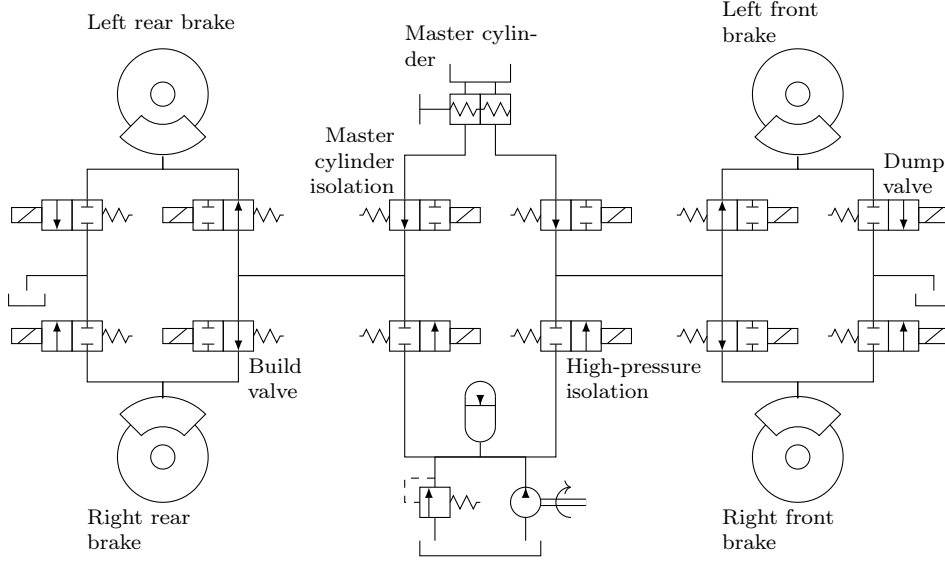 Left rear brake
Master cylin-
der
Left front
brake
Master
cylinder
isolation
Dump
valve
Build
valve
High-pressure
isolation
Right rear
brake
Right front
brake